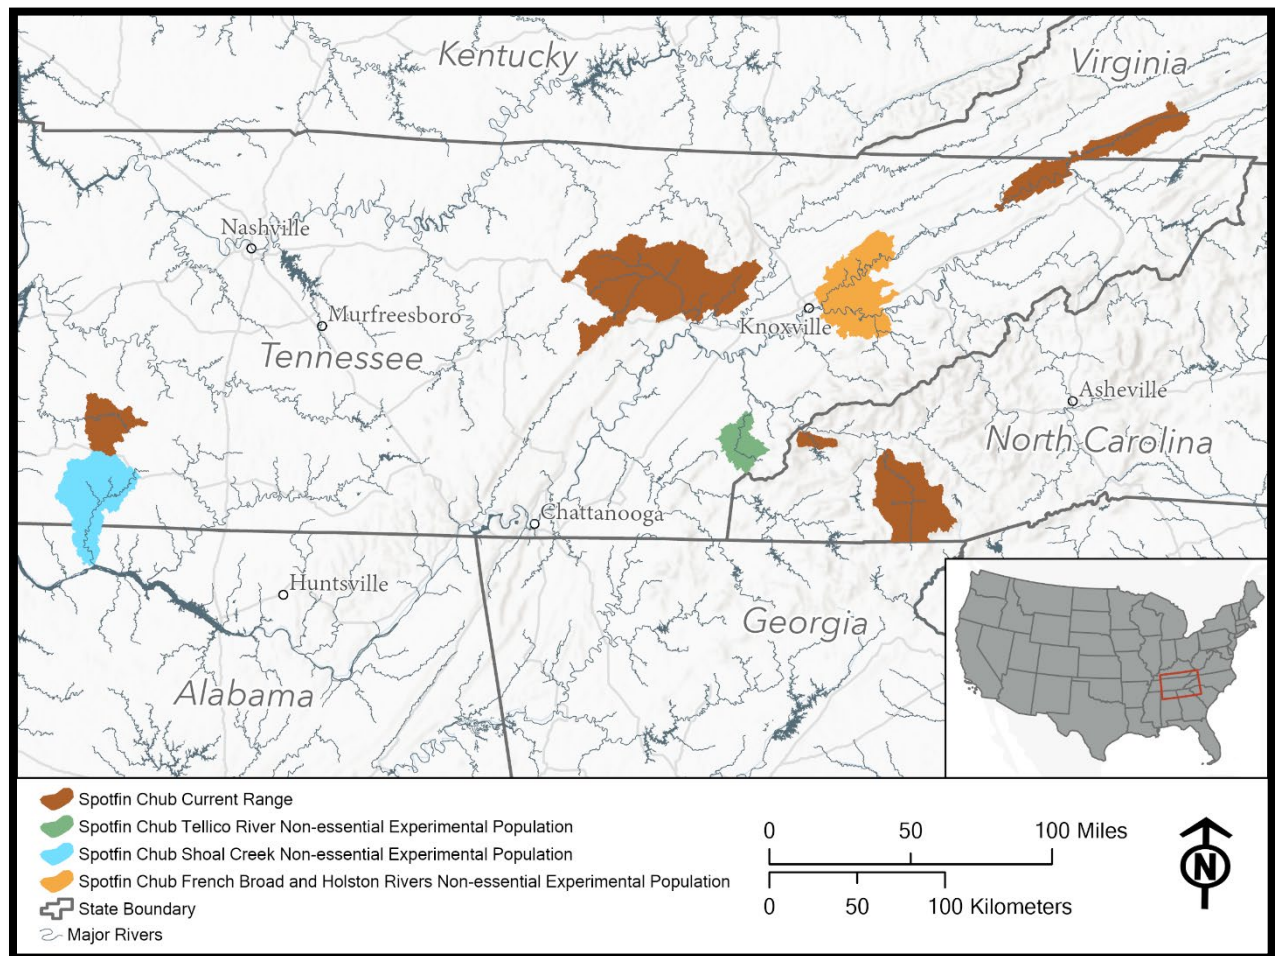 Kentucky
Virginia
Nashville
Murfreesboro
Tennessee
Knoxville
Asheville
North Carolina
Chattanooga
Huntsville
Georgia
Alabama
Spotfin Chub Current Range
Spotfin Chub Tellico River Non-essential Experimental Population
Spotfin Chub Shoal Creek Non-essential Experimental Population
Spotfin Chub French Broad and Holston Rivers Non-essential Experimental Population
State Boundary
Major Rivers
0 50 100 Miles
0 50 100 Kilometers
N